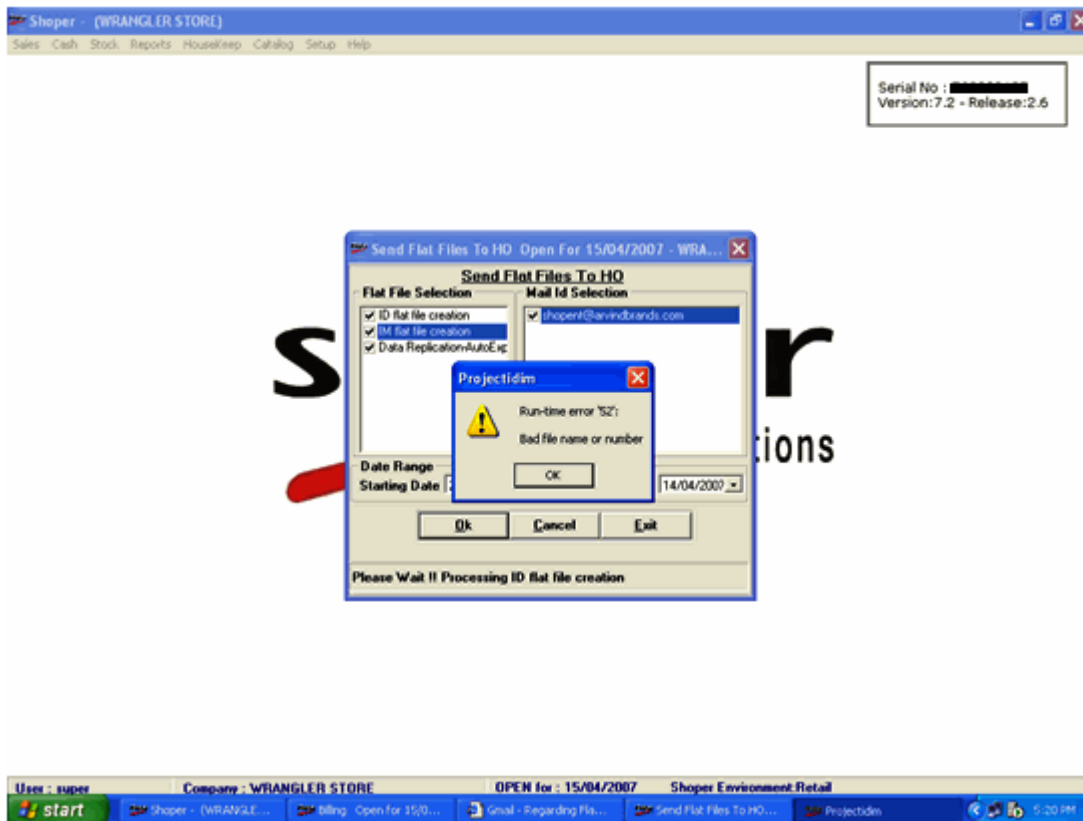 Shoper - (WRANGLER STORE)
Sales Cash Stock Reports HouseKeep Catalog Setup Help
Serial No :
Version:7.2 - Release:2.6
Send Flat Files To HO Open For 15/04/2007 - WRA...
Send Flat Files To HO
Flat File Selection
Mail Id Selection
ID flat file creation
IM flat file creation
Data Replication-AutoExp
shopent@arvindbrands.com
Projectidim
Run-time error '52':
Bad file name or number
OK
Date Range
Starting Date
14/04/2007
Ok Cancel Exit
Please Wait !! Processing ID flat file creation
s
r
tions
User : super Company : WRANGLER STORE OPEN for : 15/04/2007 Shoper Environment:Retail
start Shoper - (WRANGLE... Billing Open for 15/0... Gmail - Regarding Fla... Send Flat Files To HO... Projectidim 5:20 PM